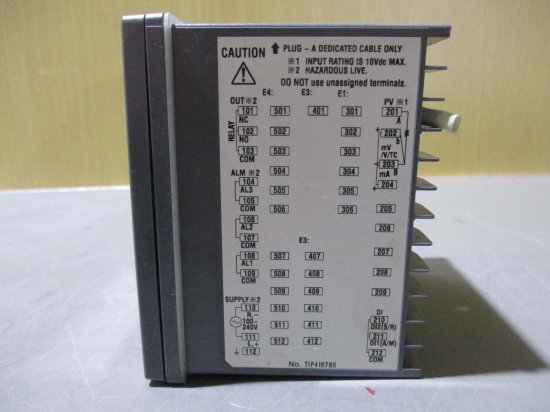 CAUTION
↑ PLUG – A DEDICATED CABLE ONLY
※1 INPUT RATING IS 10Vdc MAX.
※2 HAZARDOUS LIVE.
DO NOT use unassigned terminals.
E4: E3: E1:
OUT※2 PV ※1
RELAY
101 501 401 301 201
NC A
102 502 302 202
NO b
mV
/V/TC
103 503 303 203
COM B
mA
ALM ※2
104 504 304 204
AL3
105 505 305 205
COM
106 506 306 206
AL2
107
COM
E3:
108 507 407 207
AL1
109 508 408 208
COM
509 409 209
SUPPLY※2
110 510 410 DI
N,– 210
100–
240V
DI2(S/R)
111 511 411 211
L,+ DI1(A/M)
112 512 412 212
COM
No. TIP416780